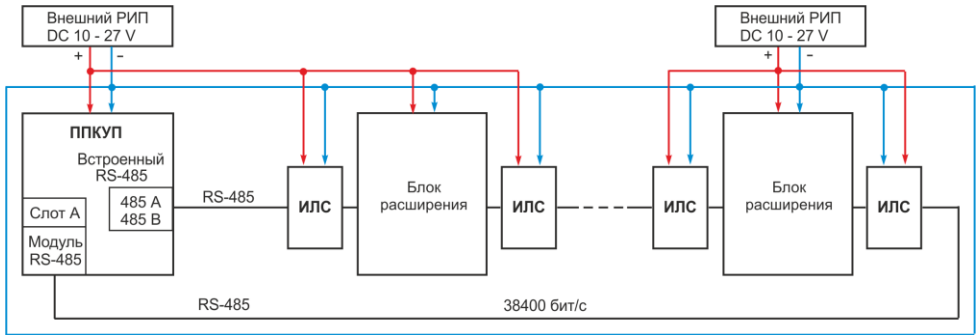 Внешний РИП
DC 10 - 27 V
+ –
Внешний РИП
DC 10 - 27 V
+ –
ППКУП
Встроенный
RS-485
485 A
485 B
Слот А
Модуль
RS-485
RS-485
ИЛС
Блок
расширения
ИЛС
ИЛС
Блок
расширения
ИЛС
RS-485
38400 бит/с